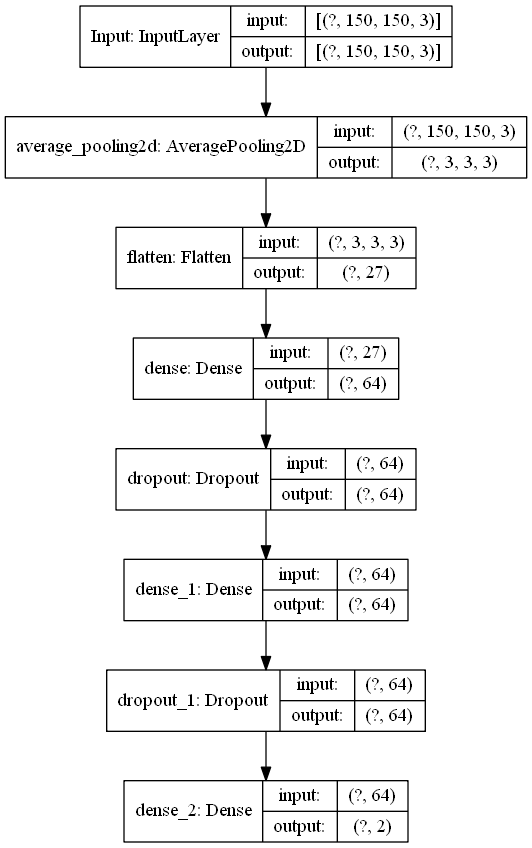 Input: InputLayer
input:
[(?, 150, 150, 3)]
output:
[(?, 150, 150, 3)]
average_pooling2d: AveragePooling2D
input:
(?, 150, 150, 3)
output:
(?, 3, 3, 3)
flatten: Flatten
input:
(?, 3, 3, 3)
output:
(?, 27)
dense: Dense
input:
(?, 27)
output:
(?, 64)
dropout: Dropout
input:
(?, 64)
output:
(?, 64)
dense_1: Dense
input:
(?, 64)
output:
(?, 64)
dropout_1: Dropout
input:
(?, 64)
output:
(?, 64)
dense_2: Dense
input:
(?, 64)
output:
(?, 2)